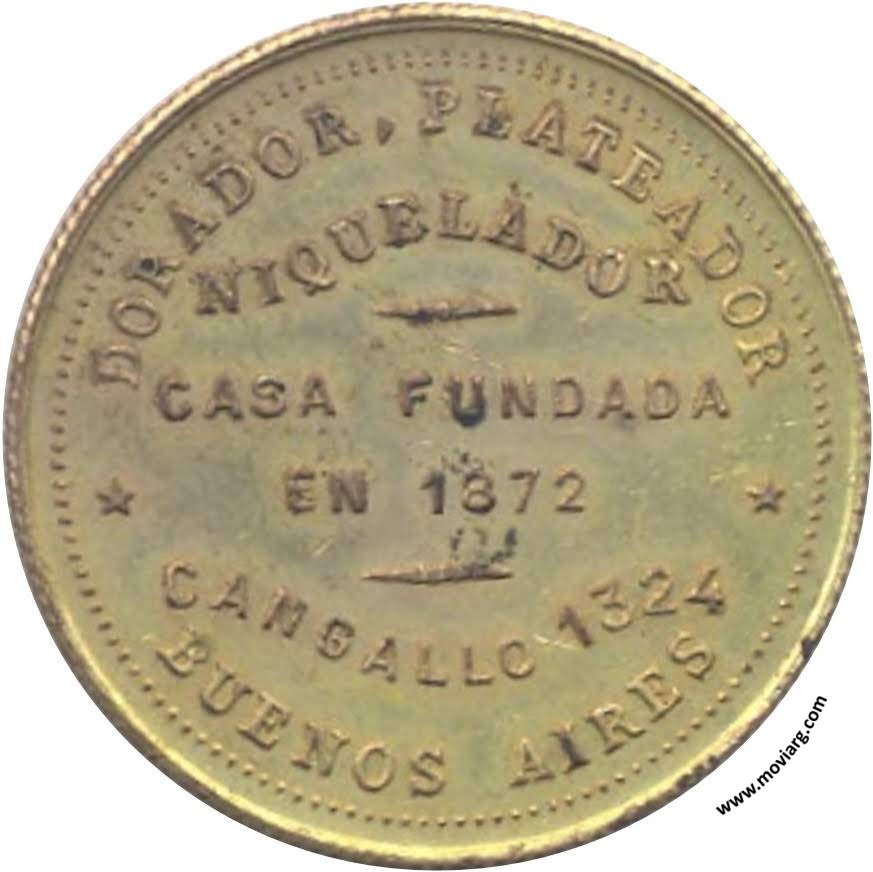 DORADOR, PLATEADOR
NIQUELADOR
CASA FUNDADA
EN 1872
CANGALLO 1324
BUENOS AIRES
www.moviarg.com